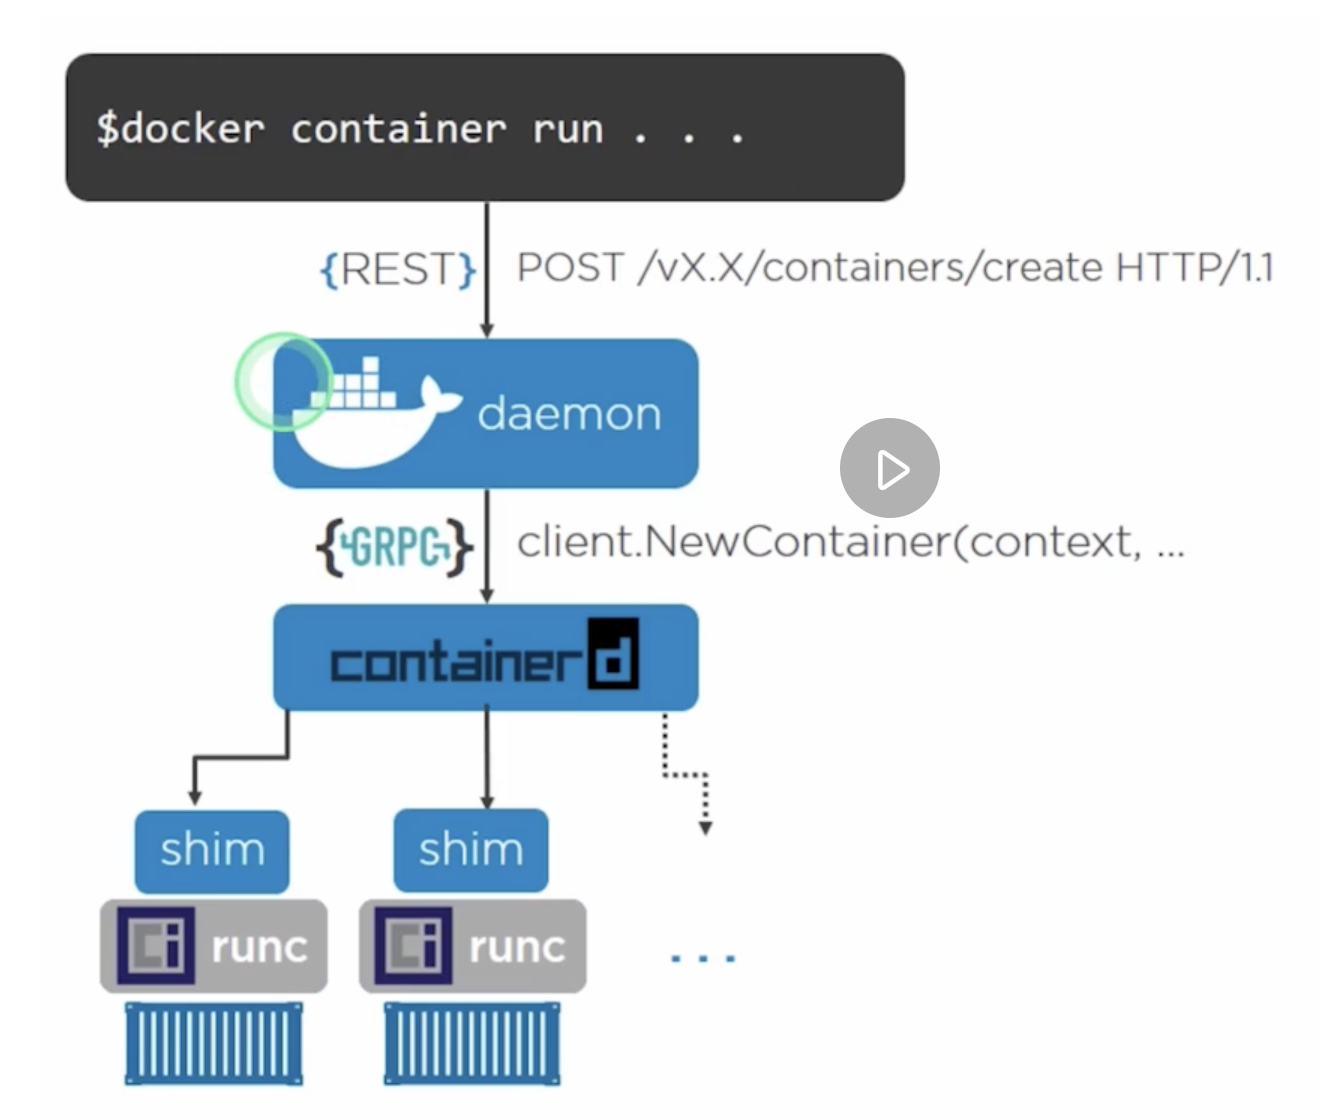 $docker container run . . .
{REST} POST /vX.X/containers/create HTTP/1.1
daemon
{GRPC} client.NewContainer(context, ...
containerd
shim shim
runc runc
...